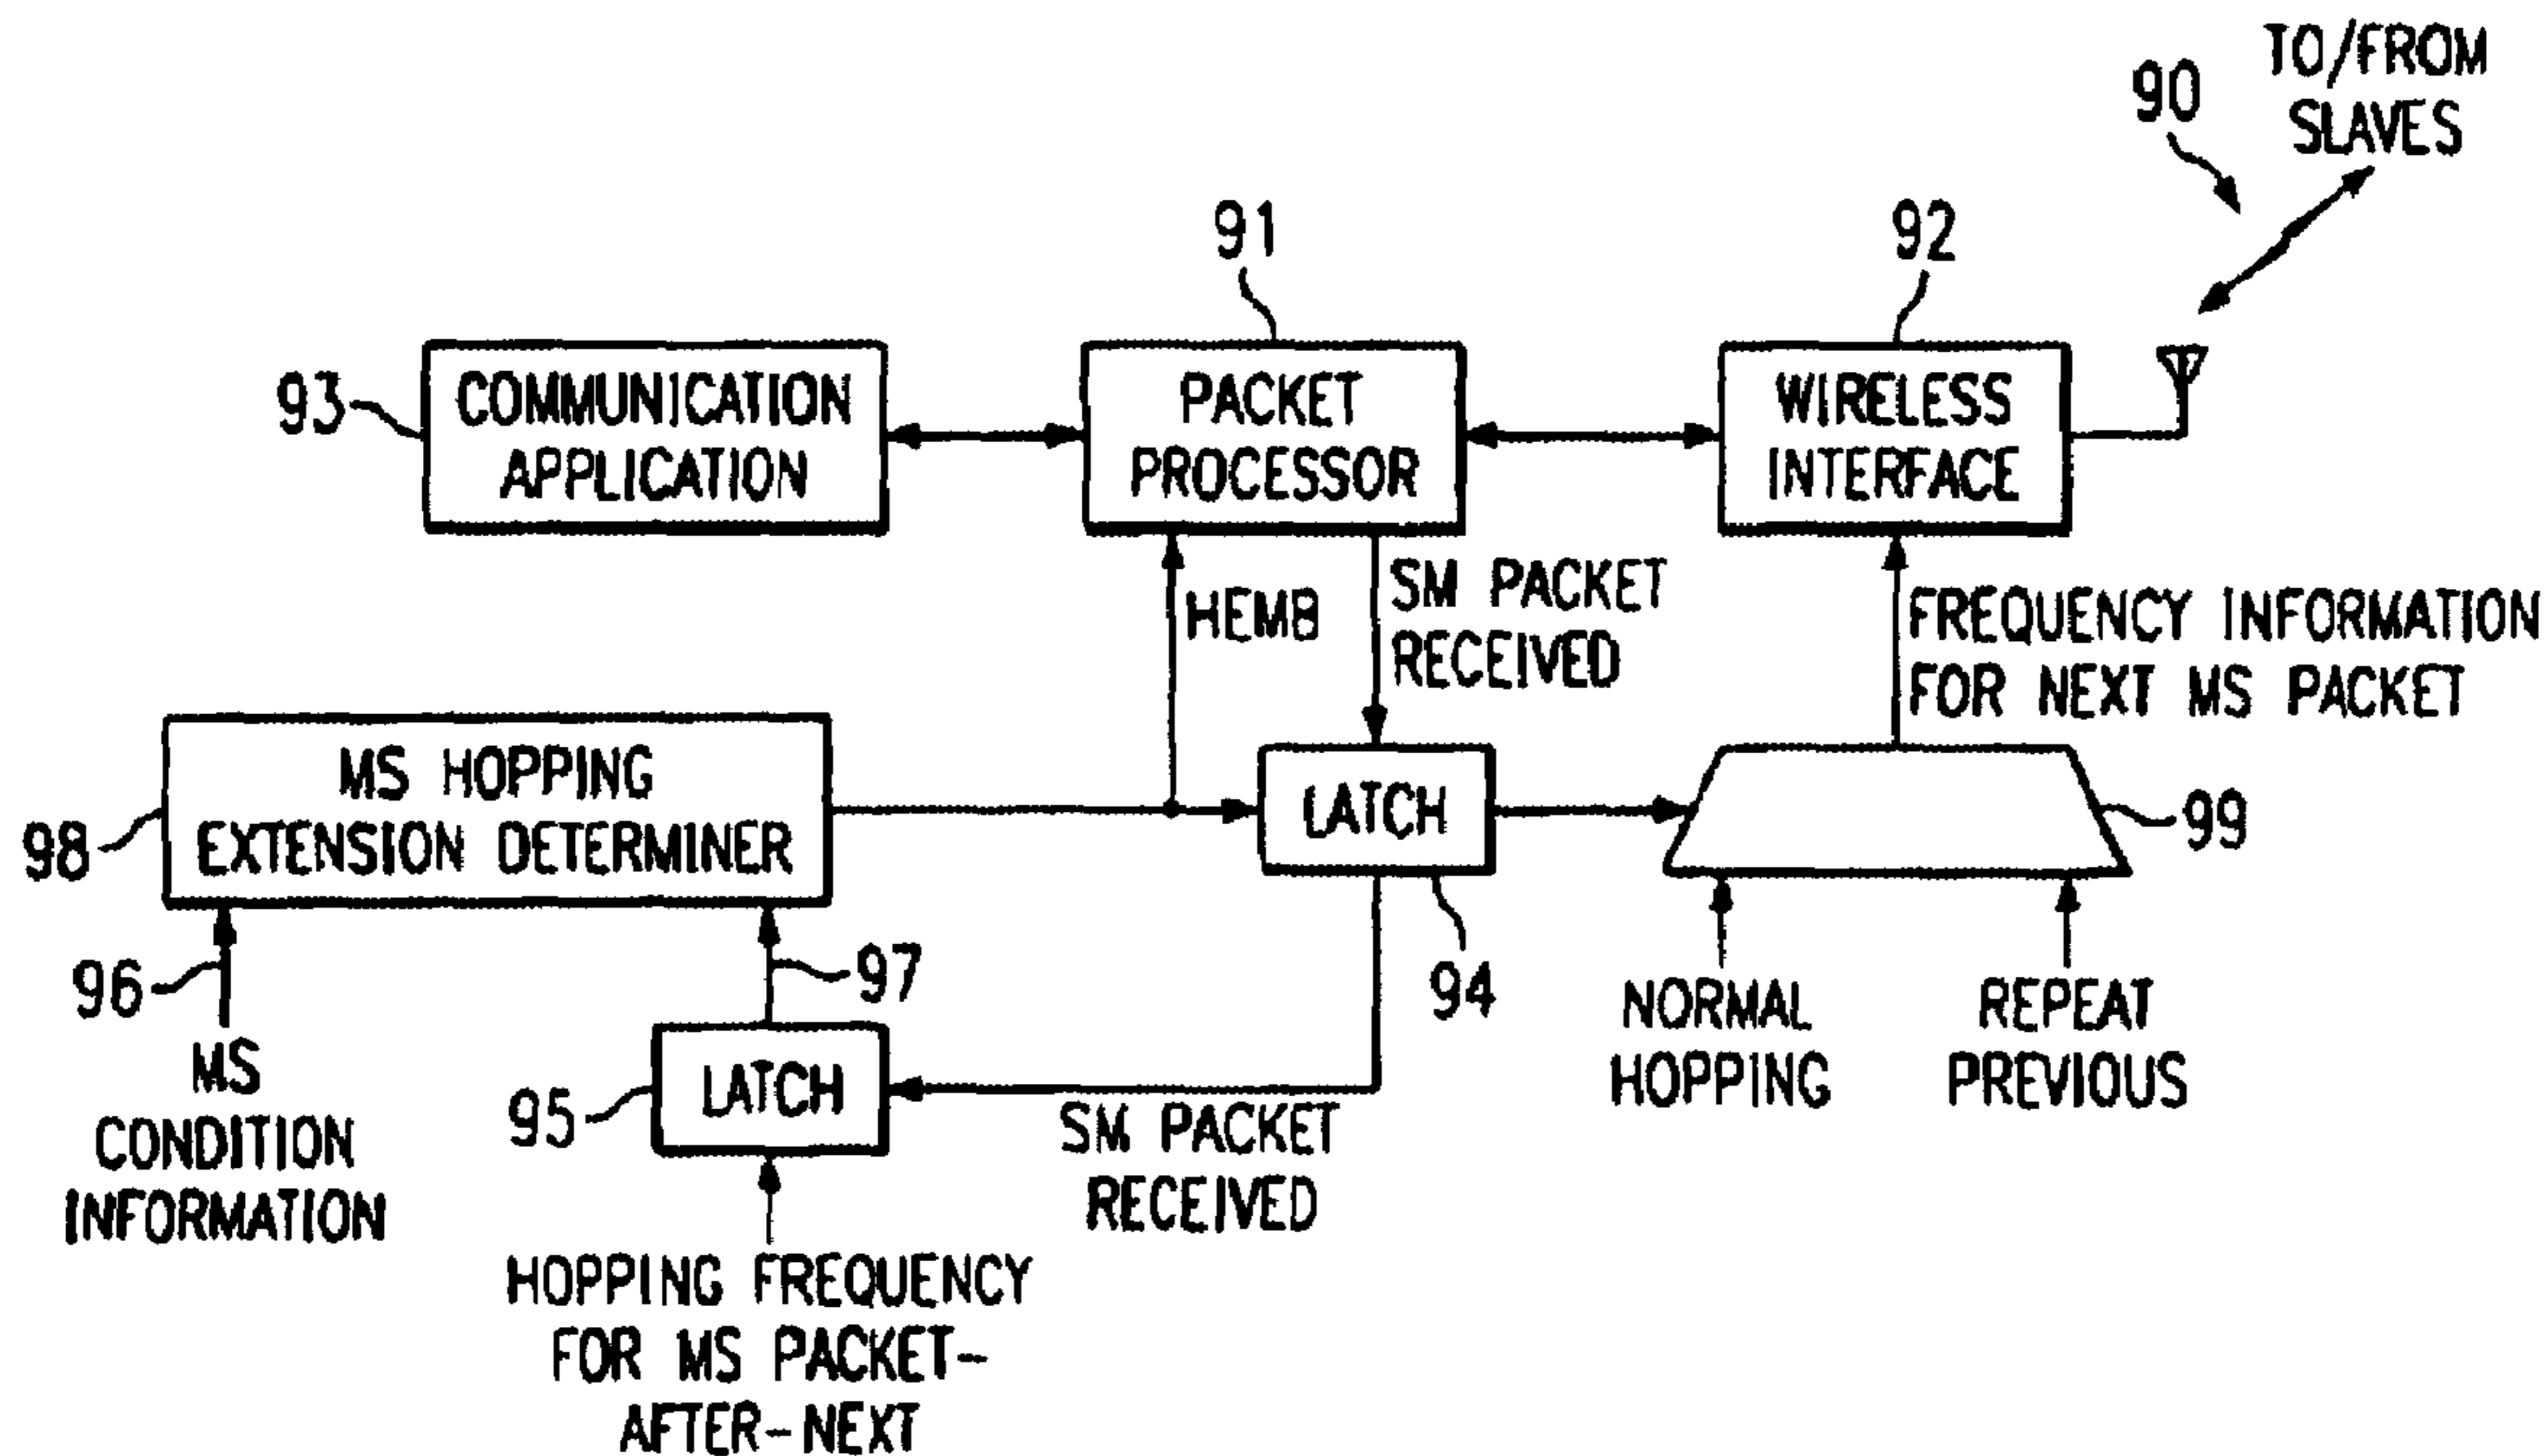 TO/FROM
SLAVES
90
91
92
93
COMMUNICATION
APPLICATION
PACKET
PROCESSOR
WIRELESS
INTERFACE
HEMB
SM PACKET
RECEIVED
FREQUENCY INFORMATION
FOR NEXT MS PACKET
98
MS HOPPING
EXTENSION DETERMINER
LATCH
99
96
97
94
NORMAL
HOPPING
REPEAT
PREVIOUS
MS
CONDITION
INFORMATION
95
LATCH
SM PACKET
RECEIVED
HOPPING FREQUENCY
FOR MS PACKET-
AFTER-NEXT